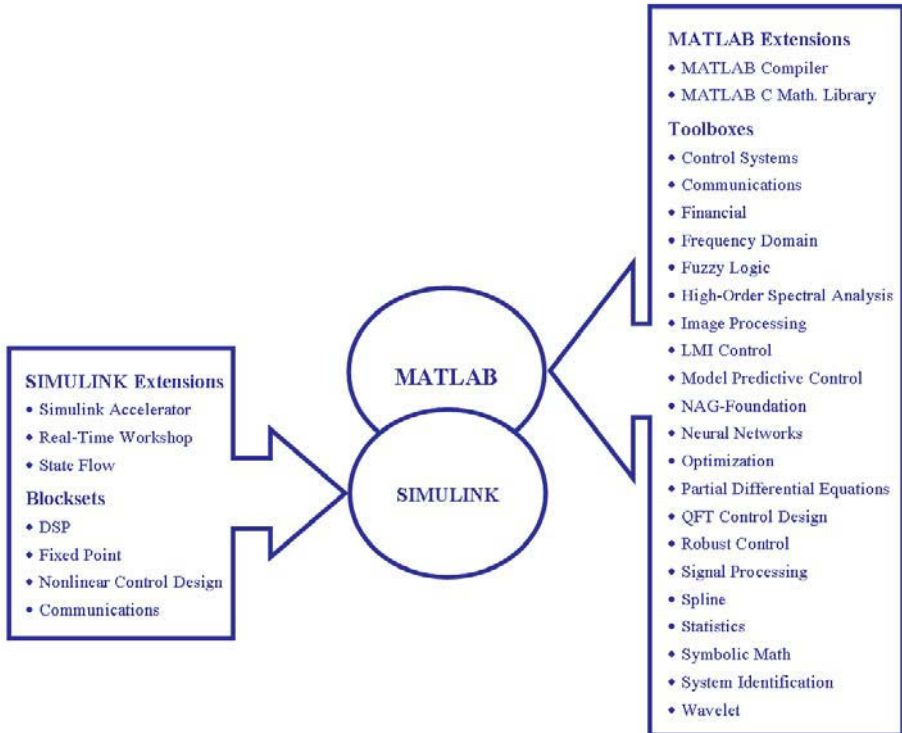 SIMULINK Extensions
Simulink Accelerator
Real-Time Workshop
State Flow
Blocksets
DSP
Fixed Point
Nonlinear Control Design
Communications
MATLAB
SIMULINK
MATLAB Extensions
MATLAB Compiler
MATLAB C Math. Library
Toolboxes
Control Systems
Communications
Financial
Frequency Domain
Fuzzy Logic
High-Order Spectral Analysis
Image Processing
LMI Control
Model Predictive Control
NAG-Foundation
Neural Networks
Optimization
Partial Differential Equations
QFT Control Design
Robust Control
Signal Processing
Spline
Statistics
Symbolic Math
System Identification
Wavelet